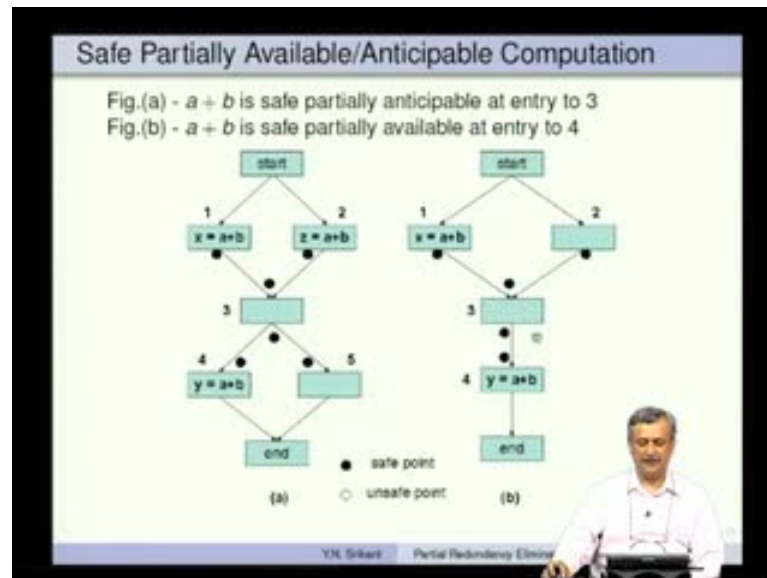 Safe Partially Available/Anticipable Computation
Fig.(a) - a + b is safe partially anticipable at entry to 3
Fig.(b) - a + b is safe partially available at entry to 4
start
start
1
2
1
2
x = a+b
z = a+b
x = a+b
3
3
4
5
y = a+b
4
y = a+b
end
end
safe point
unsafe point
(a)
(b)
Y.N. Srikant
Partial Redundancy Elimin